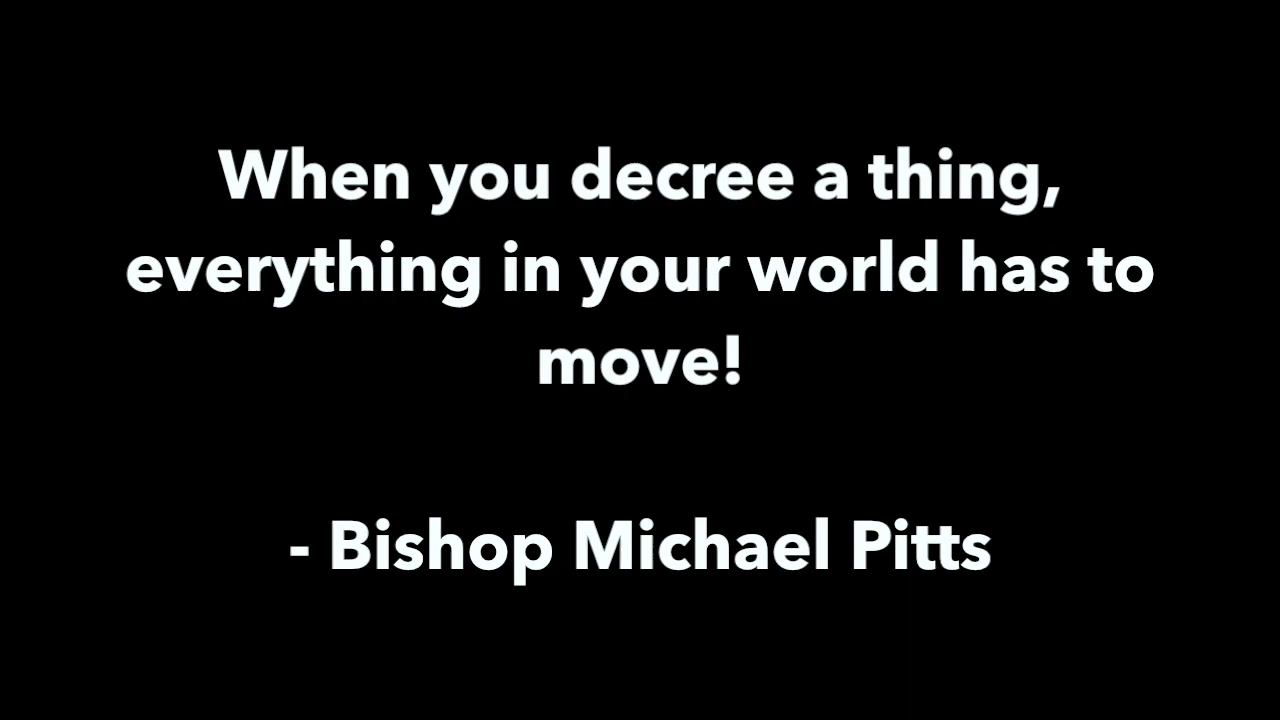 When you decree a thing,
everything in your world has to
move!
- Bishop Michael Pitts